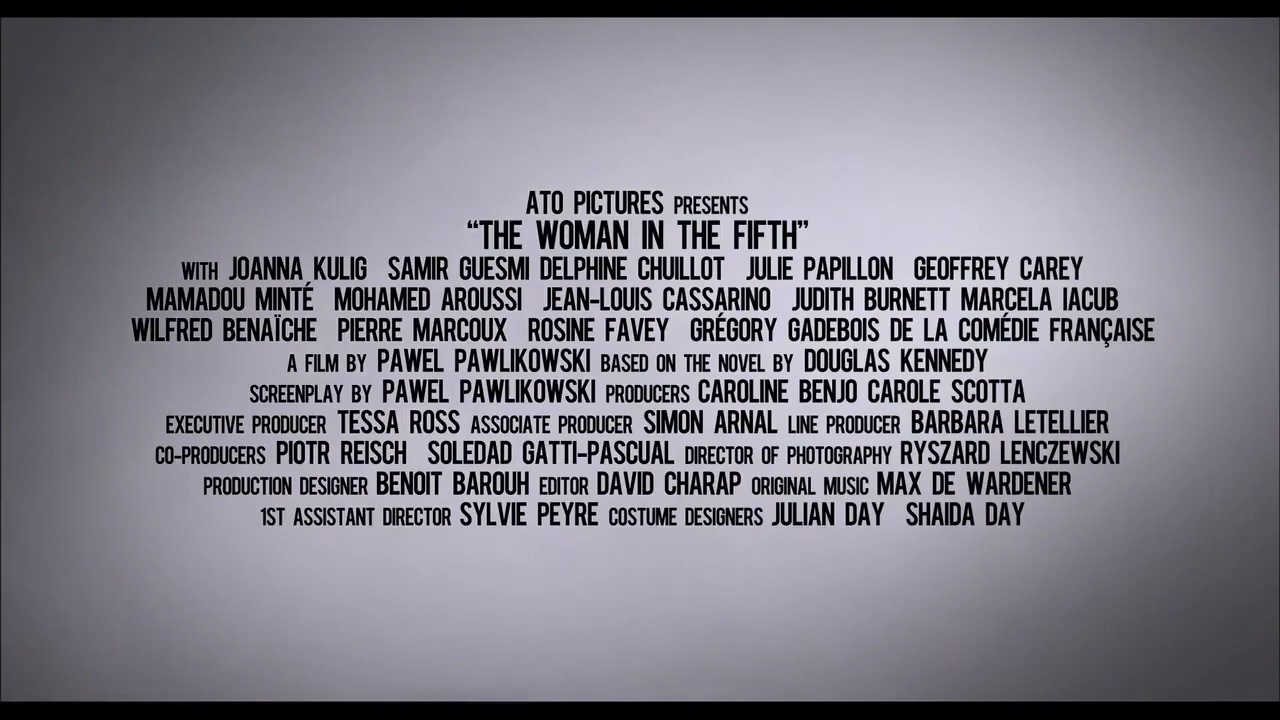 ATO PICTURES PRESENTS
“THE WOMAN IN THE FIFTH”
WITH JOANNA KULIG SAMIR GUESMI DELPHINE CHUILLOT JULIE PAPILLON GEOFFREY CAREY
MAMADOU MINTÉ MOHAMED AROUSSI JEAN-LOUIS CASSARINO JUDITH BURNETT MARCELA IACUB
WILFRED BENAÏCHE PIERRE MARCOUX ROSINE FAVEY GRÉGORY GADEBOIS DE LA COMÉDIE FRANÇAISE
A FILM BY PAWEL PAWLIKOWSKI BASED ON THE NOVEL BY DOUGLAS KENNEDY
SCREENPLAY BY PAWEL PAWLIKOWSKI PRODUCERS CAROLINE BENJO CAROLE SCOTTA
EXECUTIVE PRODUCER TESSA ROSS ASSOCIATE PRODUCER SIMON ARNAL LINE PRODUCER BARBARA LETELLIER
CO-PRODUCERS PIOTR REISCH SOLEDAD GATTI-PASCUAL DIRECTOR OF PHOTOGRAPHY RYSZARD LENCZEWSKI
PRODUCTION DESIGNER BENOIT BAROUH EDITOR DAVID CHARAP ORIGINAL MUSIC MAX DE WARDENER
1ST ASSISTANT DIRECTOR SYLVIE PEYRE COSTUME DESIGNERS JULIAN DAY SHAIDA DAY